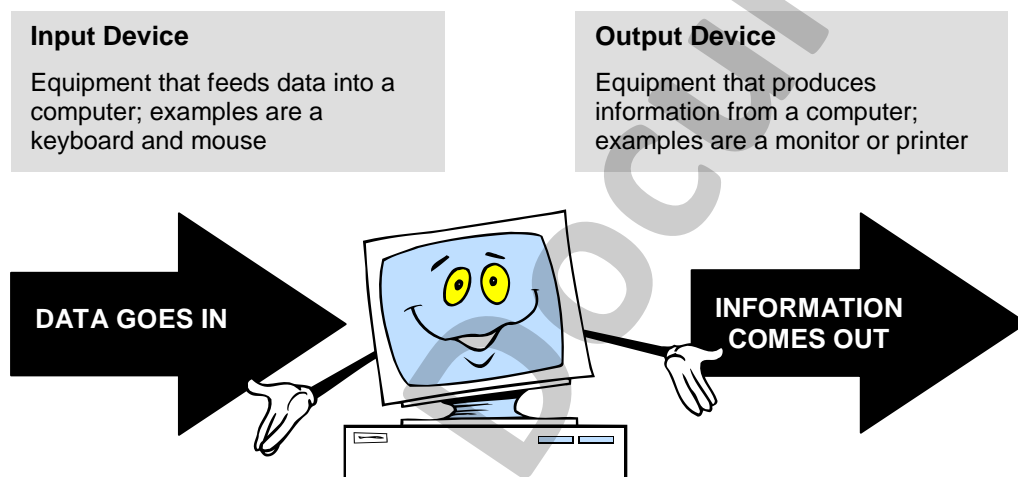 Input Device
Equipment that feeds data into a
computer; examples are a
keyboard and mouse
Output Device
Equipment that produces
information from a computer;
examples are a monitor or printer
DATA GOES IN
INFORMATION
COMES OUT
Docu